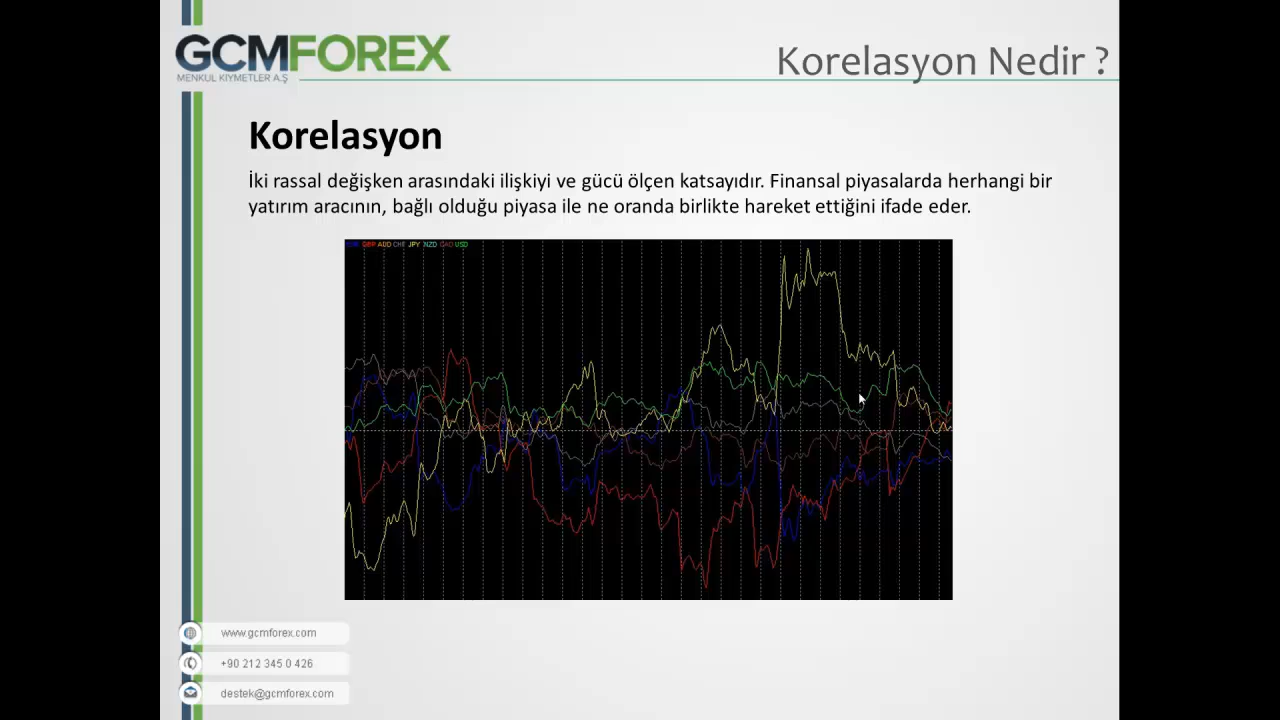 GCMFOREX
MENKUL KIYMETLER A.Ş
Korelasyon Nedir ?
Korelasyon
İki rassal değişken arasındaki ilişkiyi ve gücü ölçen katsayıdır. Finansal piyasalarda herhangi bir
yatırım aracının, bağlı olduğu piyasa ile ne oranda birlikte hareket ettiğini ifade eder.
GBP AUD CHF JPY NZD CAD USD
www.gcmforex.com
+90 212 345 0 426
destek@gcmforex.com